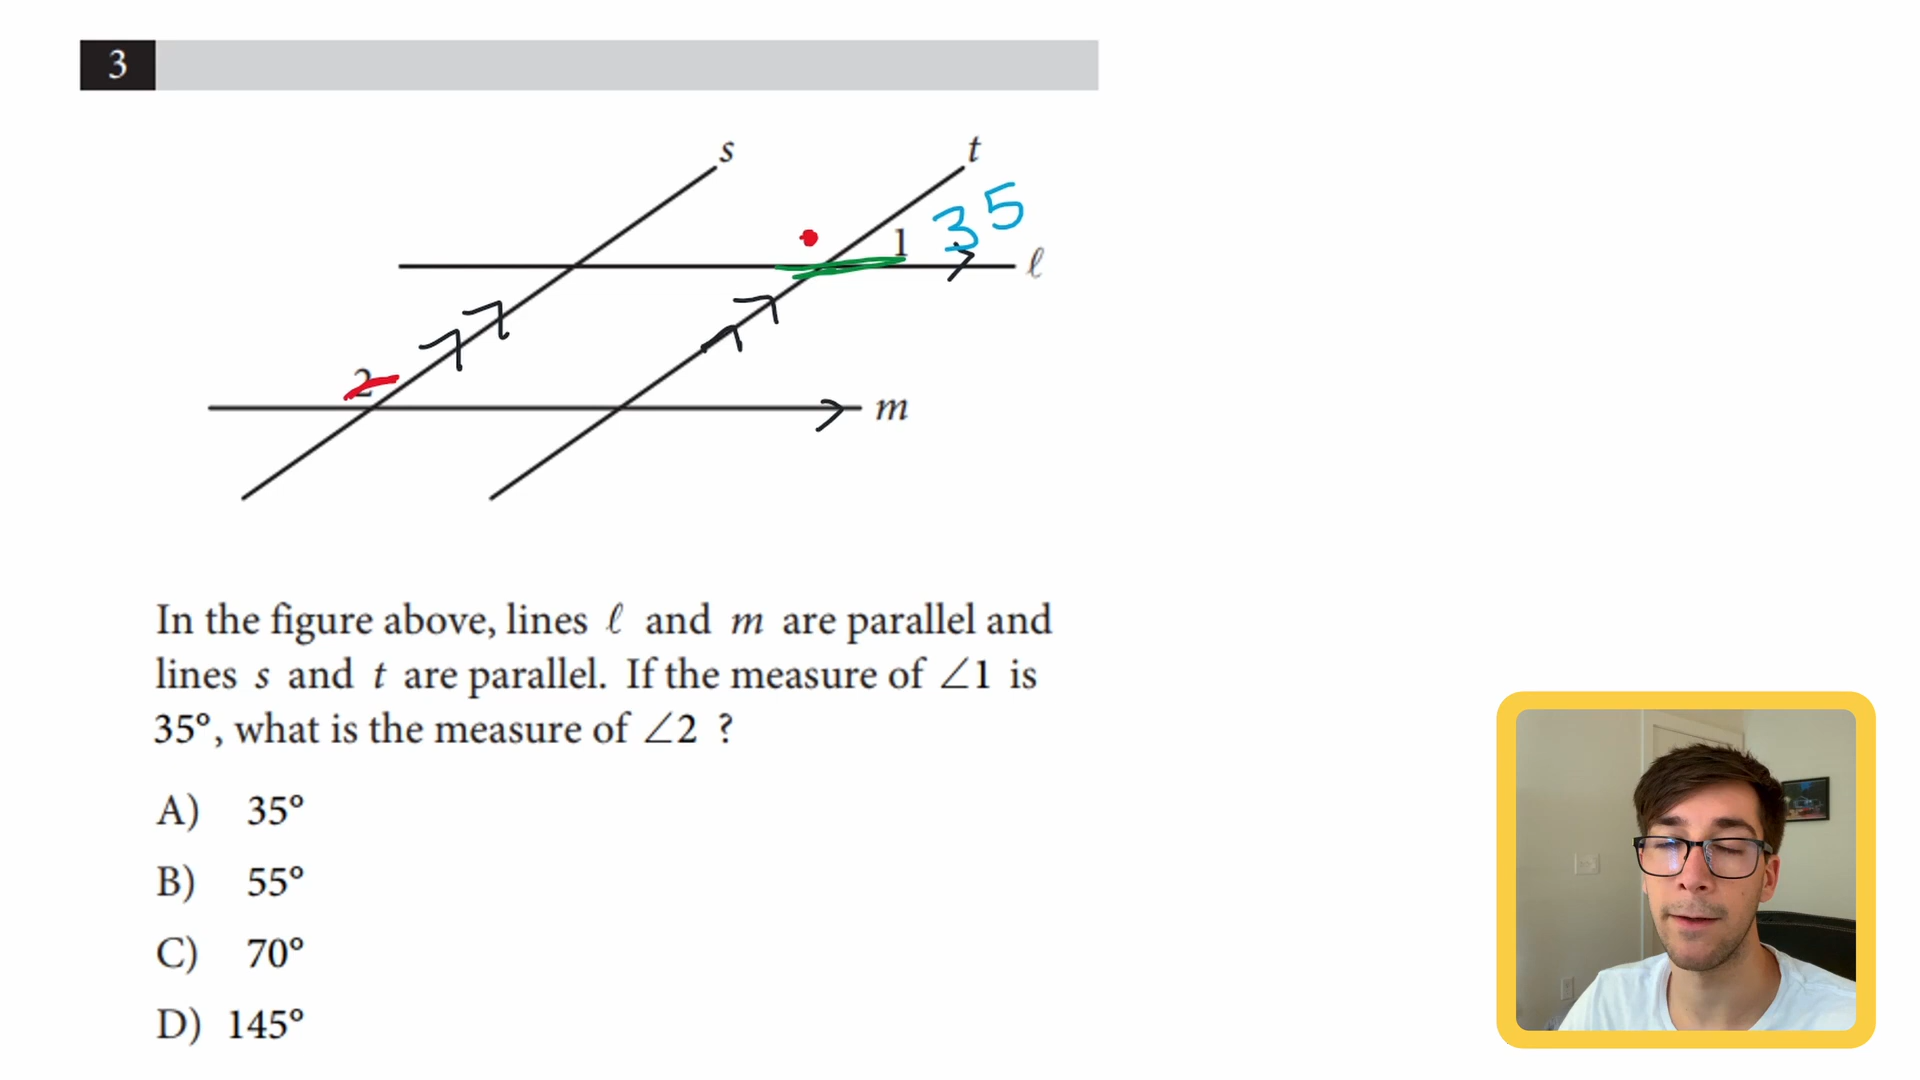 3
s
t
35
1
ℓ
2
m
In the figure above, lines ℓ and m are parallel and
lines s and t are parallel. If the measure of ∠1 is
35°, what is the measure of ∠2 ?
A) 35°
B) 55°
C) 70°
D) 145°